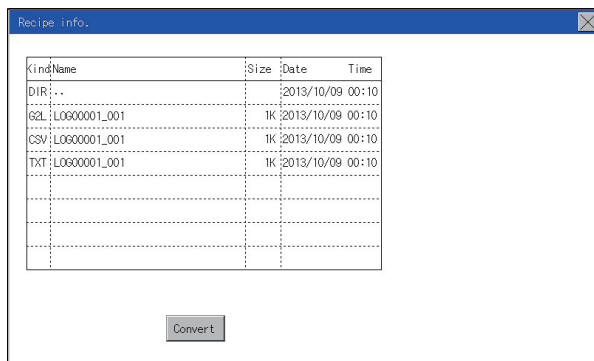 Recipe info.
Kind Name Size Date Time
DIR .. 2013/10/09 00:10
G2L LOG00001_001 1K 2013/10/09 00:10
CSV LOG00001_001 1K 2013/10/09 00:10
TXT LOG00001_001 1K 2013/10/09 00:10
Convert